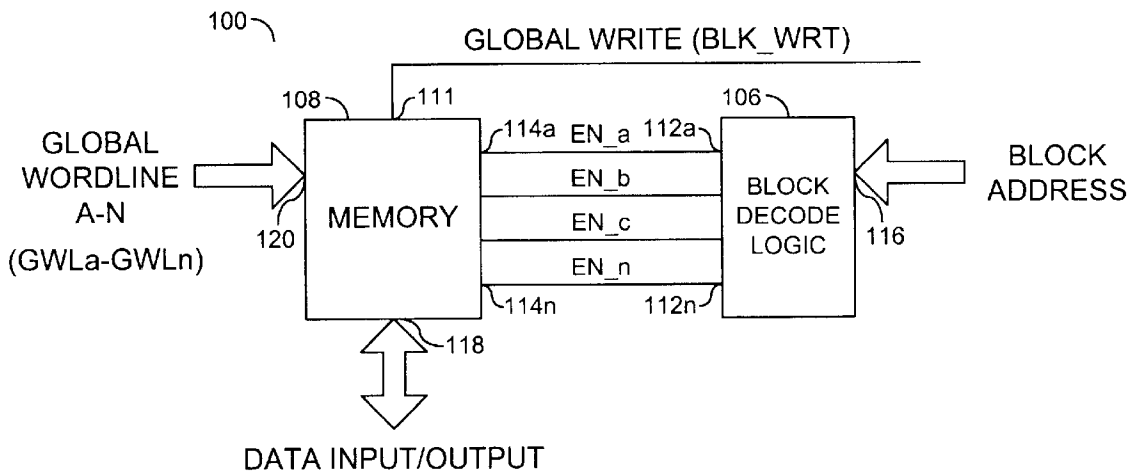 100
GLOBAL WRITE (BLK_WRT)
108
111
106
GLOBAL
WORDLINE
A-N
(GWLa-GWLn)
120
MEMORY
114a
EN_a
112a
EN_b
EN_c
EN_n
114n
112n
BLOCK
DECODE
LOGIC
BLOCK
ADDRESS
116
118
DATA INPUT/OUTPUT